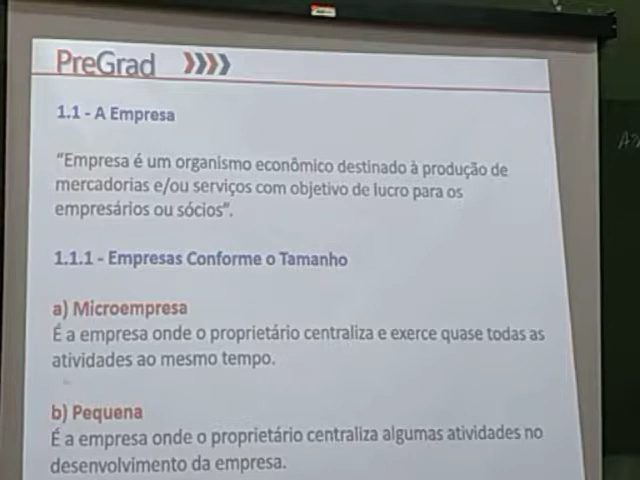 PreGrad
1.1 - A Empresa
“Empresa é um organismo econômico destinado à produção de
mercadorias e/ou serviços com objetivo de lucro para os
empresários ou sócios”.
1.1.1 - Empresas Conforme o Tamanho
a) Microempresa
É a empresa onde o proprietário centraliza e exerce quase todas as
atividades ao mesmo tempo.
b) Pequena
É a empresa onde o proprietário centraliza algumas atividades no
desenvolvimento da empresa.